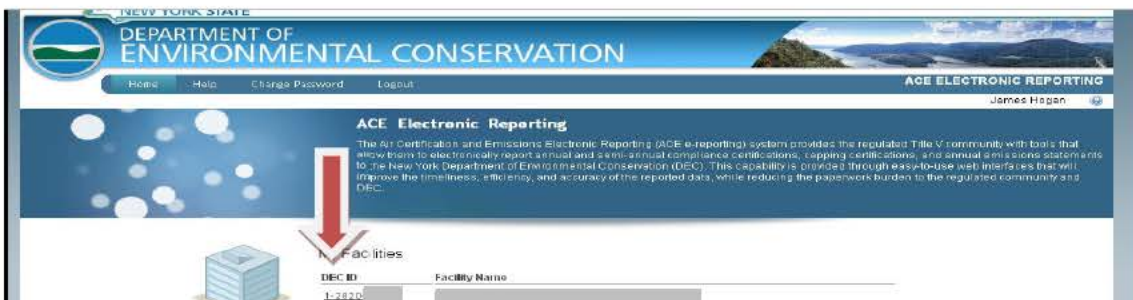 NEW YORK STATE
DEPARTMENT OF
ENVIRONMENTAL CONSERVATION
Home Help Change Password Logout
ACE ELECTRONIC REPORTING
James Hogan
ACE Electronic Reporting
The Air Certification and Emissions Electronic Reporting (ACE e-reporting) system provides the regulated Title V community with tools that
allow them to electronically report annual and semi-annual compliance certifications, capping certifications, and annual emissions statements
to the New York Department of Environmental Conservation (DEC). This capability is provided through easy-to-use web interfaces that will
improve the timeliness, efficiency, and accuracy of the reported data, while reducing the paperwork burden to the regulated community and
DEC.
Facilities
DEC ID Facility Name
1-2820